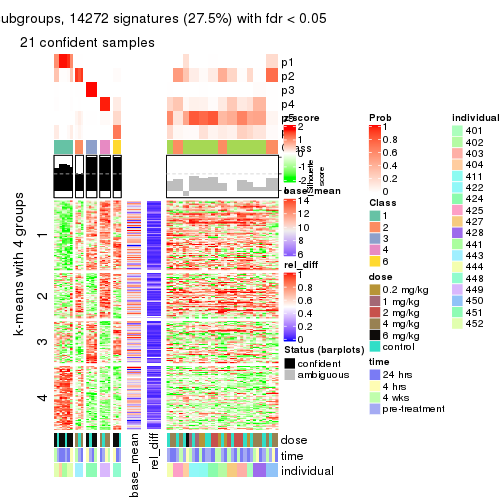 ubgroups, 14272 signatures (27.5%) with fdr < 0.05
21 confident samples
p1
p2
p3
p4
p5
z-score
2
1
0
-1
-2
Silhouette
score
base_mean
14
12
10
8
6
rel_diff
1
0.8
0.6
0.4
0.2
0
Status (barplots)
confident
ambiguous
Prob
1
0.8
0.6
0.4
0.2
0
Class
1
2
3
4
6
dose
0.2 mg/kg
1 mg/kg
2 mg/kg
4 mg/kg
6 mg/kg
control
time
24 hrs
4 hrs
4 wks
pre-treatment
individual
401
402
403
404
411
422
424
425
427
428
441
443
444
448
449
450
451
452
k-means with 4 groups
1
2
3
4
base_mean
rel_diff
dose
time
individual